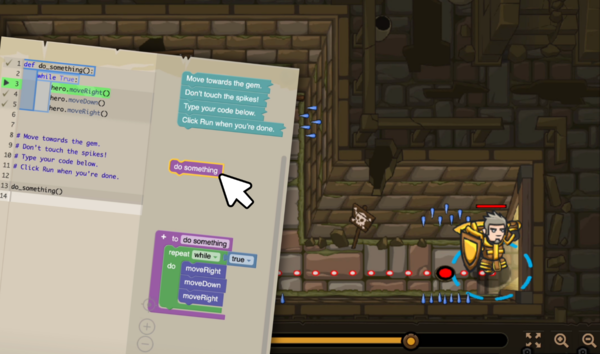 1 def do_something():
2 while True:
3 hero.moveRight()
4 hero.moveDown()
5 hero.moveRight()
6
7
8 # Move towards the gem.
9 # Don't touch the spikes!
10 # Type your code below.
11 # Click Run when you're done.
12
13 do_something()
14
Move towards the gem.
Don't touch the spikes!
Type your code below.
Click Run when you're done.
do something
+ to do something
repeat while true
do moveRight
moveDown
moveRight